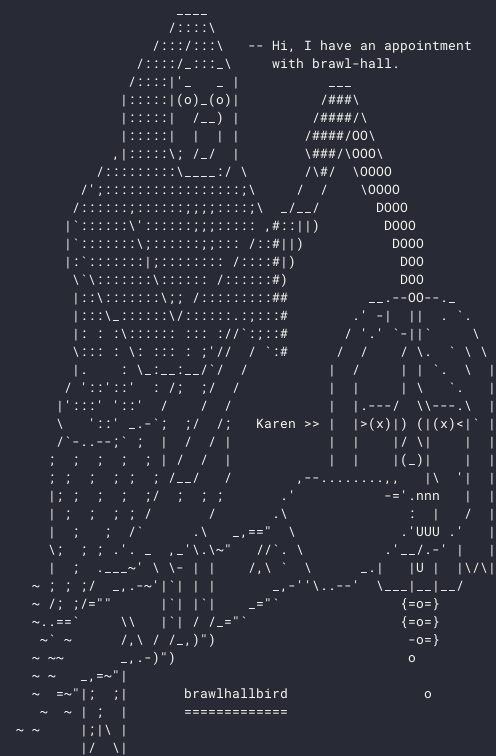 -- Hi, I have an appointment
with brawl-hall.
Karen >>
brawlhallbird